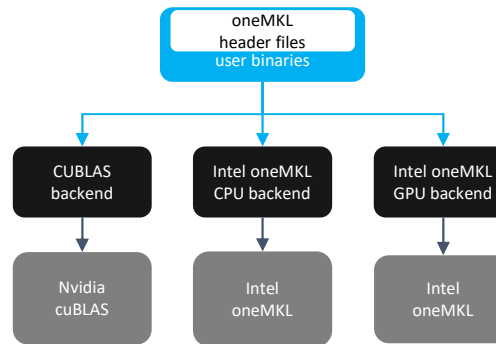 oneMKL
header files
user binaries
CUBLAS
backend
Intel oneMKL
CPU backend
Intel oneMKL
GPU backend
Nvidia
cuBLAS
Intel
oneMKL
Intel
oneMKL